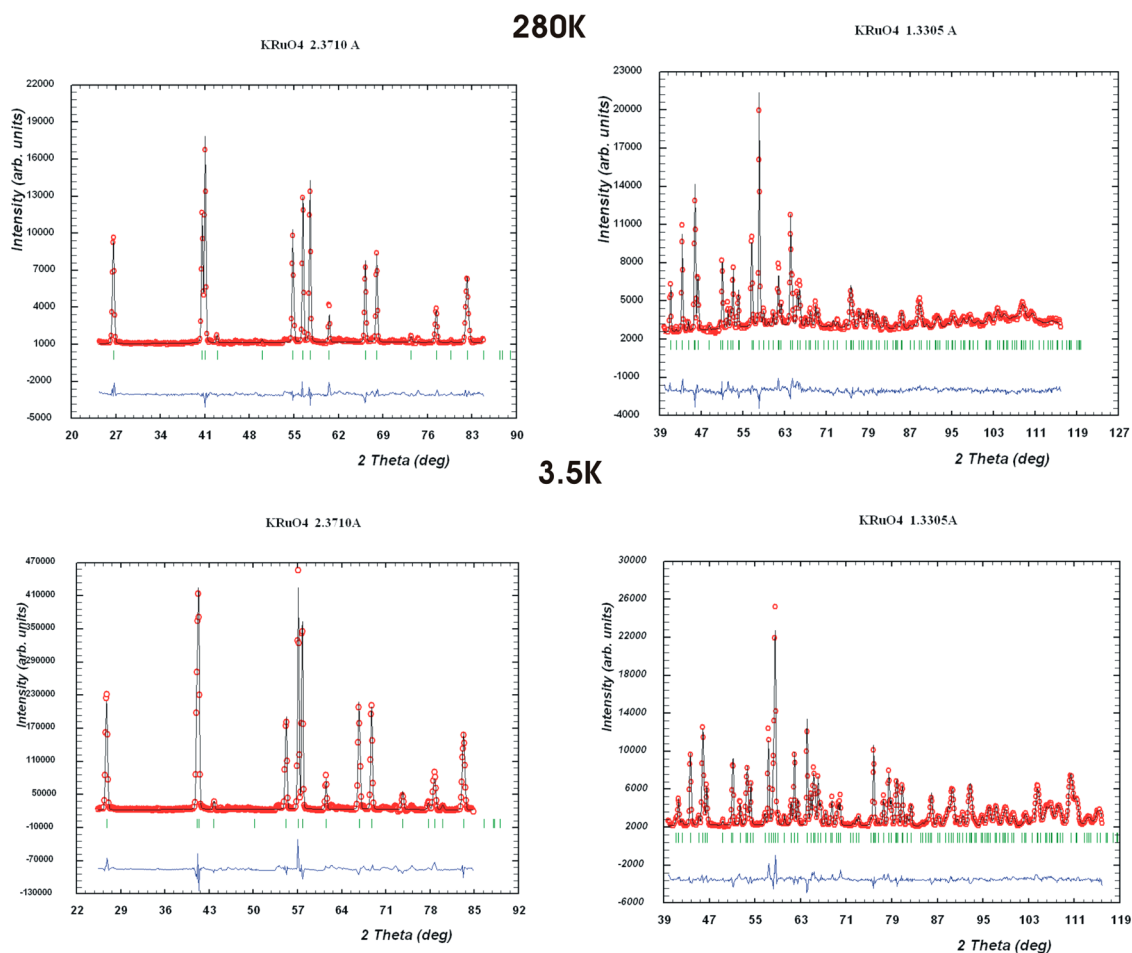 280K
KRuO4 2.3710 A
Intensity (arb. units)
22000
19000
16000
13000
10000
7000
4000
1000
-2000
-5000
20 27 34 41 48 55 62 69 76 83 90
2 Theta (deg)
KRuO4 1.3305 A
Intensity (arb. units)
23000
20000
17000
14000
11000
8000
5000
2000
-1000
-4000
39 47 55 63 71 79 87 95 103 111 119 127
2 Theta (deg)
3.5K
KRuO4 2.3710A
Intensity (arb. units)
470000
410000
350000
290000
230000
170000
110000
50000
-10000
-70000
-130000
22 29 36 43 50 57 64 71 78 85 92
2 Theta (deg)
KRuO4 1.3305A
Intensity (arb. units)
30000
26000
22000
18000
14000
10000
6000
2000
-2000
-6000
39 47 55 63 71 79 87 95 103 111 119
2 Theta (deg)